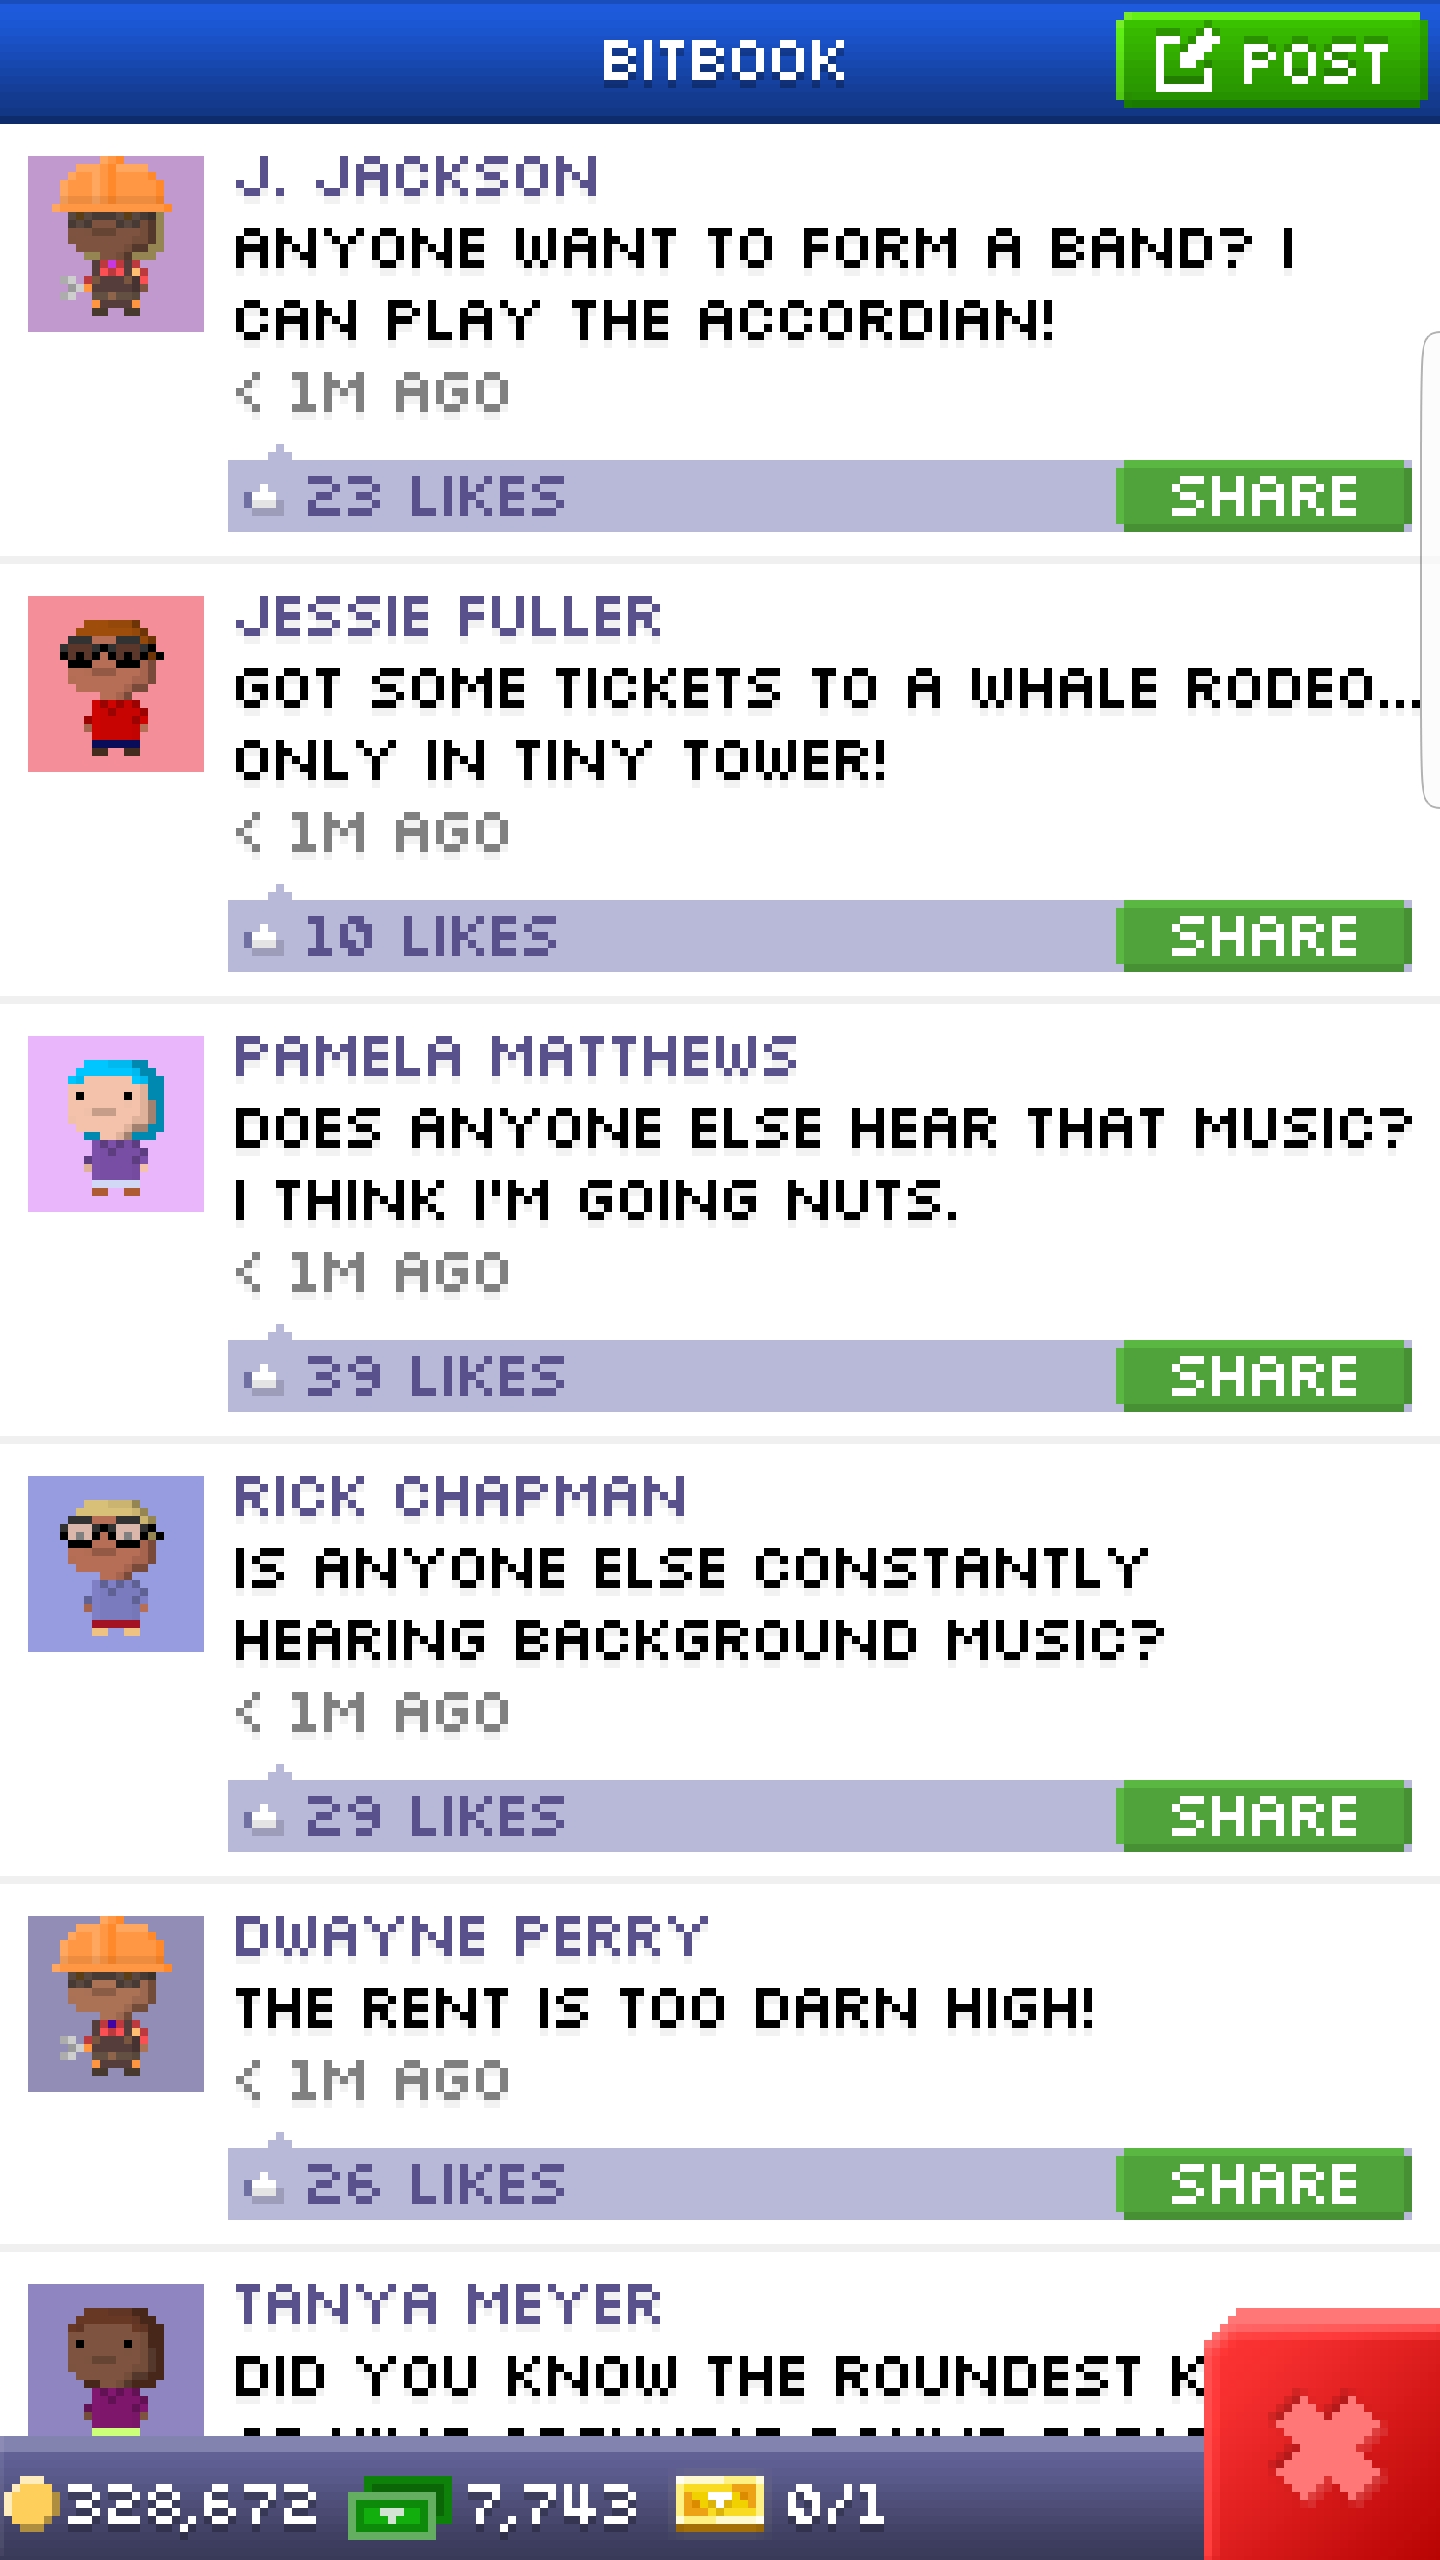 BITBOOK
POST
J. JACKSON
ANYONE WANT TO FORM A BAND? I
CAN PLAY THE ACCORDIAN!
< 1M AGO
23 LIKES
SHARE
JESSIE FULLER
GOT SOME TICKETS TO A WHALE RODEO...
ONLY IN TINY TOWER!
< 1M AGO
10 LIKES
SHARE
PAMELA MATTHEWS
DOES ANYONE ELSE HEAR THAT MUSIC?
I THINK I'M GOING NUTS.
< 1M AGO
39 LIKES
SHARE
RICK CHAPMAN
IS ANYONE ELSE CONSTANTLY
HEARING BACKGROUND MUSIC?
< 1M AGO
29 LIKES
SHARE
DWAYNE PERRY
THE RENT IS TOO DARN HIGH!
< 1M AGO
26 LIKES
SHARE
TANYA MEYER
DID YOU KNOW THE ROUNDEST
328,672
7,743
0/1